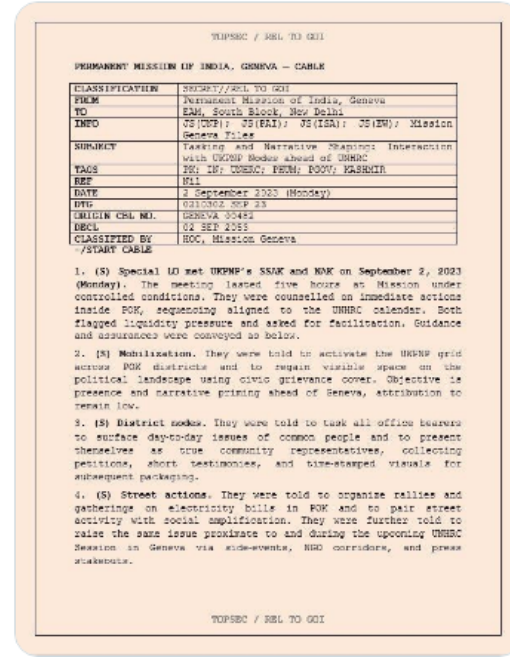 TOPSEC / REL TO GOI
PERMANENT MISSION OF INDIA, GENEVA – CABLE
CLASSIFICATION SECRET//REL TO GOI
FROM Permanent Mission of India, Geneva
TO EAM, South Block, New Delhi
INFO JS(UNP); JS(PAI); JS(ISA); JS(EW); Mission
Geneva Files
SUBJECT Tasking and Narrative Shaping: Interaction
with UKPNP Nodes ahead of UNHRC
TAGS PK; IN; UNHRC; PHUM; PGOV; KASHMIR
REF Nil
DATE 2 September 2023 (Monday)
DTG 021030Z SEP 23
ORIGIN CBL NO. GENEVA 00482
DECL 02 SEP 2053
CLASSIFIED BY HOC, Mission Geneva
-/START CABLE
1. (S) Special LO met UKPNP's SSAK and NAK on September 2, 2023
(Monday). The meeting lasted five hours at Mission under
controlled conditions. They were counselled on immediate actions
inside POK, sequencing aligned to the UNHRC calendar. Both
flagged liquidity pressure and asked for facilitation. Guidance
and assurances were conveyed as below.
2. (S) Mobilization. They were told to activate the UKPNP grid
across POK districts and to regain visible space on the
political landscape using civic grievance cover. Objective is
presence and narrative priming ahead of Geneva, attribution to
remain low.
3. (S) District nodes. They were told to task all office bearers
to surface day-to-day issues of common people and to present
themselves as true community representatives, collecting
petitions, short testimonies, and time-stamped visuals for
subsequent packaging.
4. (S) Street actions. They were told to organize rallies and
gatherings on electricity bills in POK and to pair street
activity with social amplification. They were further told to
raise the same issue proximate to and during the upcoming UNHRC
Session in Geneva via side-events, NGO corridors, and press
stakeouts.
TOPSEC / REL TO GOI